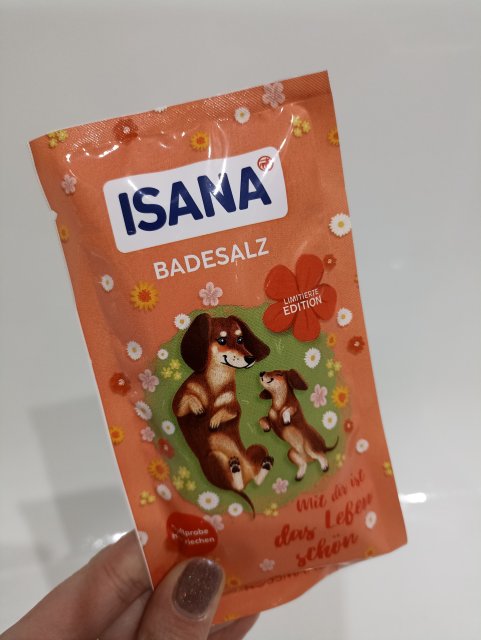 ISANA
BADESALZ
LIMITIERTE
EDITION
Mit dir ist
das Leben
schön